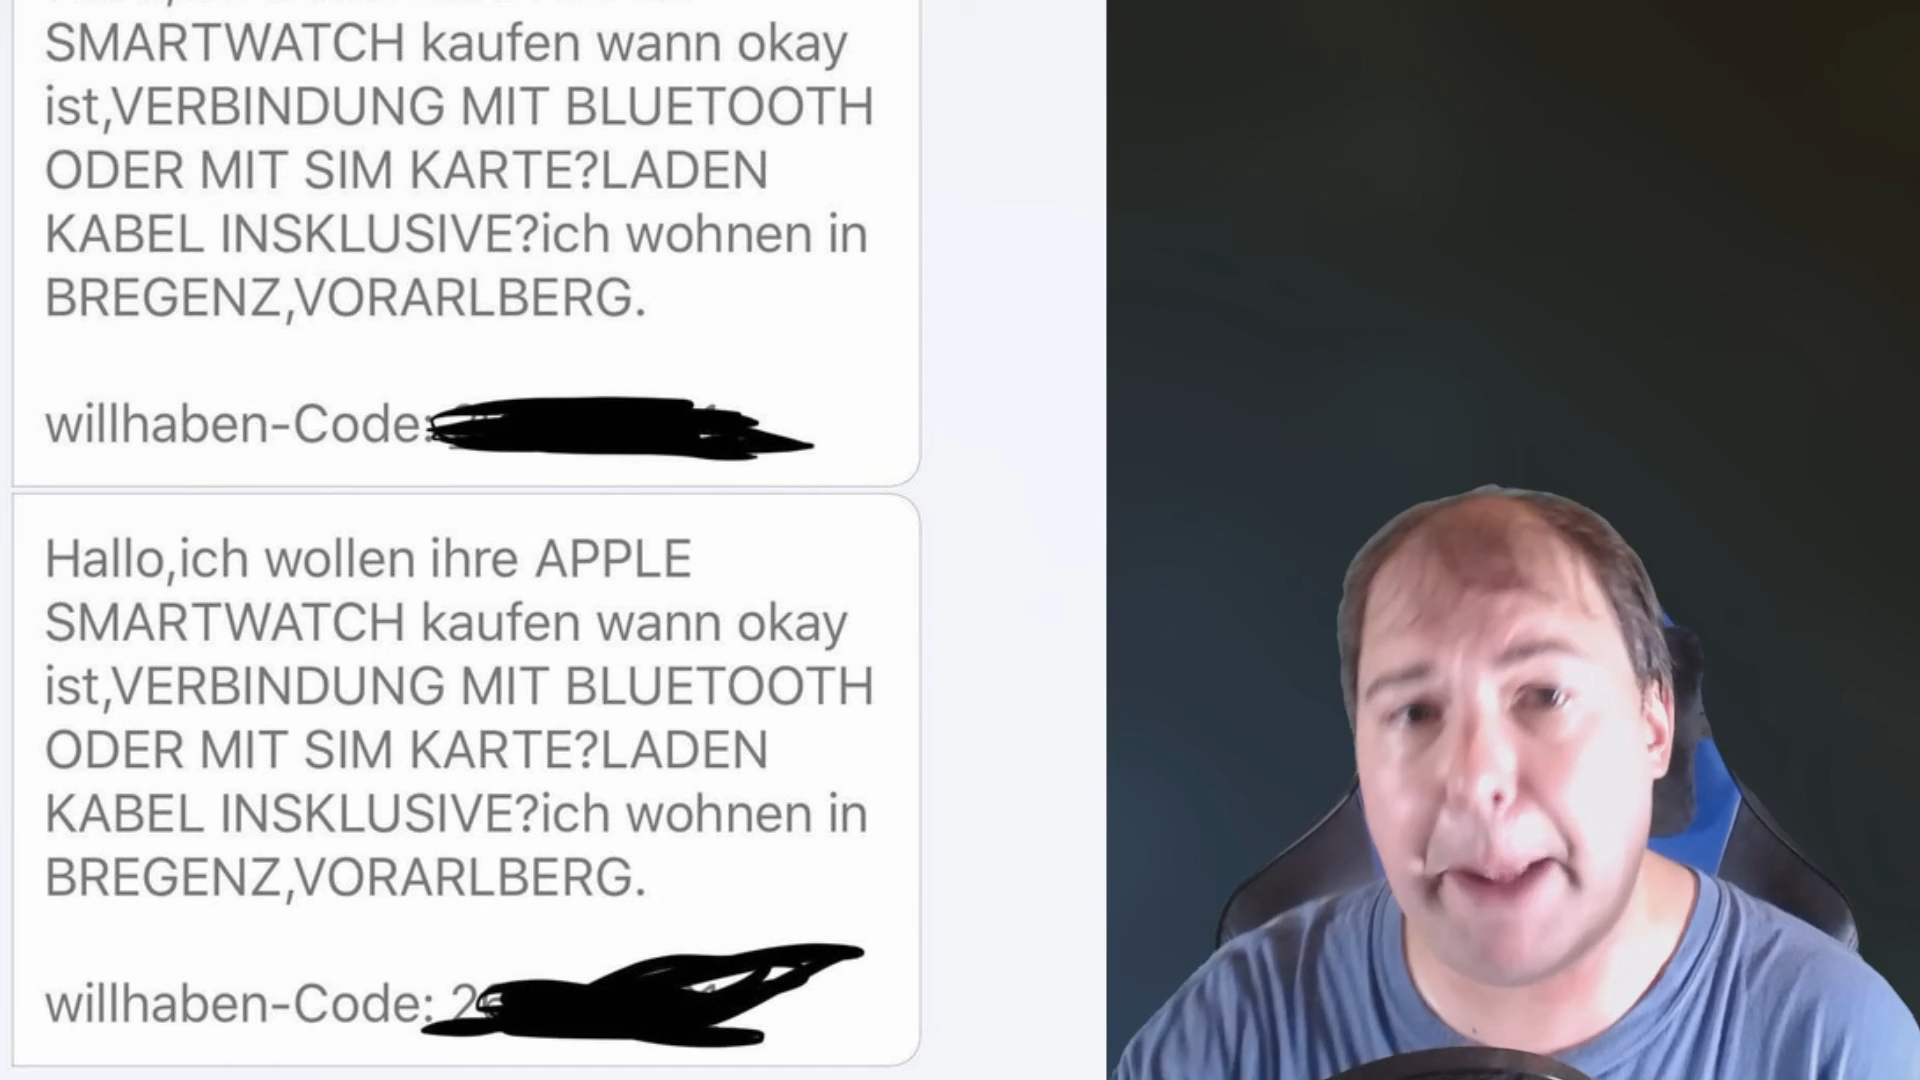 SMARTWATCH kaufen wann okay
ist,VERBINDUNG MIT BLUETOOTH
ODER MIT SIM KARTE?LADEN
KABEL INSKLUSIVE?ich wohnen in
BREGENZ,VORARLBERG.
willhaben-Code:
Hallo,ich wollen ihre APPLE
SMARTWATCH kaufen wann okay
ist,VERBINDUNG MIT BLUETOOTH
ODER MIT SIM KARTE?LADEN
KABEL INSKLUSIVE?ich wohnen in
BREGENZ,VORARLBERG.
willhaben-Code: